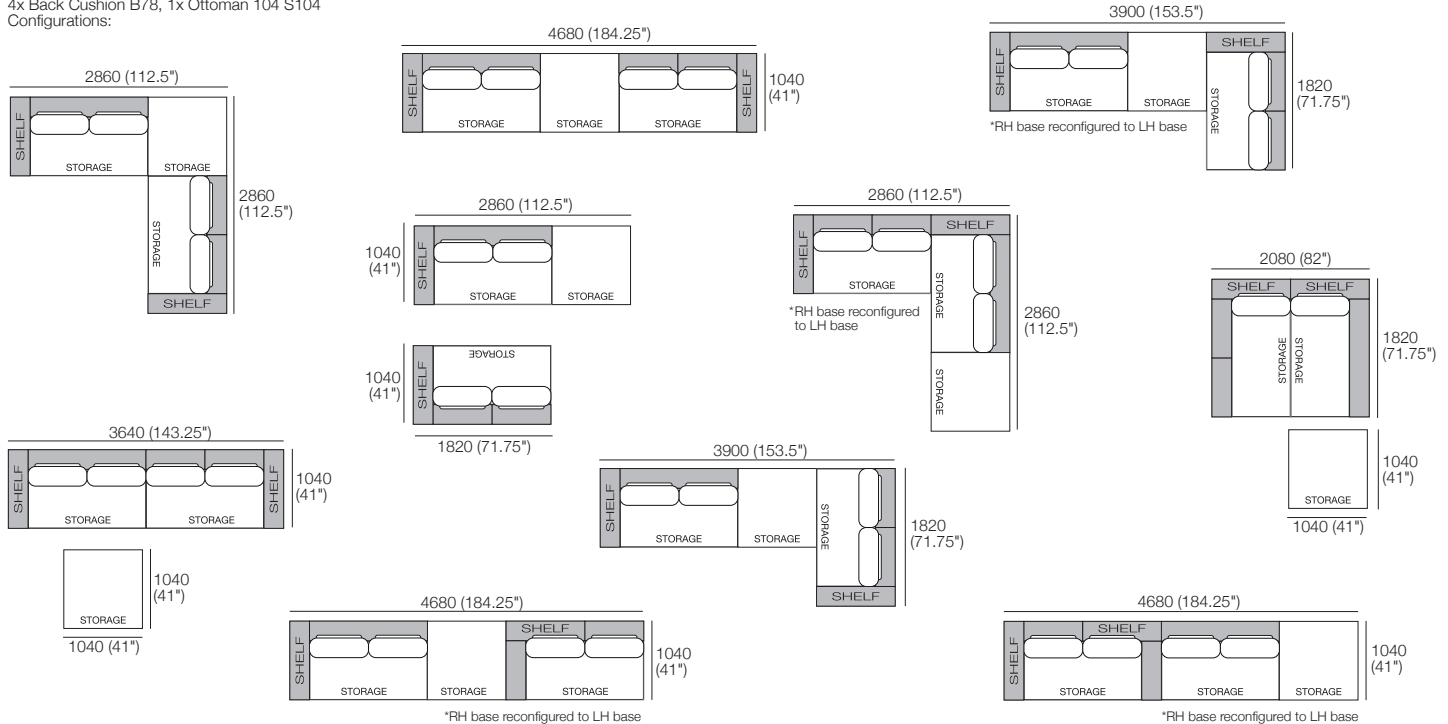 4x Back Cushion B78, 1x Ottoman 104 S104
Configurations:
2860 (112.5")
SHELF
STORAGE
STORAGE
STORAGE
SHELF
2860
(112.5")
4680 (184.25")
SHELF
STORAGE
STORAGE
STORAGE
SHELF
1040
(41")
3900 (153.5")
SHELF
STORAGE
STORAGE
SHELF
STORAGE
1820
(71.75")
*RH base reconfigured to LH base
2860 (112.5")
1040
(41")
SHELF
STORAGE
STORAGE
1040
(41")
SHELF
STORAGE
1820 (71.75")
2860 (112.5")
SHELF
STORAGE
SHELF
STORAGE
STORAGE
2860
(112.5")
*RH base reconfigured
to LH base
2080 (82")
SHELF
SHELF
STORAGE
STORAGE
1820
(71.75")
STORAGE
1040
(41")
1040 (41")
3640 (143.25")
SHELF
STORAGE
STORAGE
SHELF
1040
(41")
STORAGE
1040
(41")
1040 (41")
3900 (153.5")
SHELF
STORAGE
STORAGE
STORAGE
SHELF
1820
(71.75")
4680 (184.25")
SHELF
STORAGE
STORAGE
SHELF
STORAGE
1040
(41")
*RH base reconfigured to LH base
4680 (184.25")
SHELF
SHELF
STORAGE
STORAGE
STORAGE
1040
(41")
*RH base reconfigured to LH base